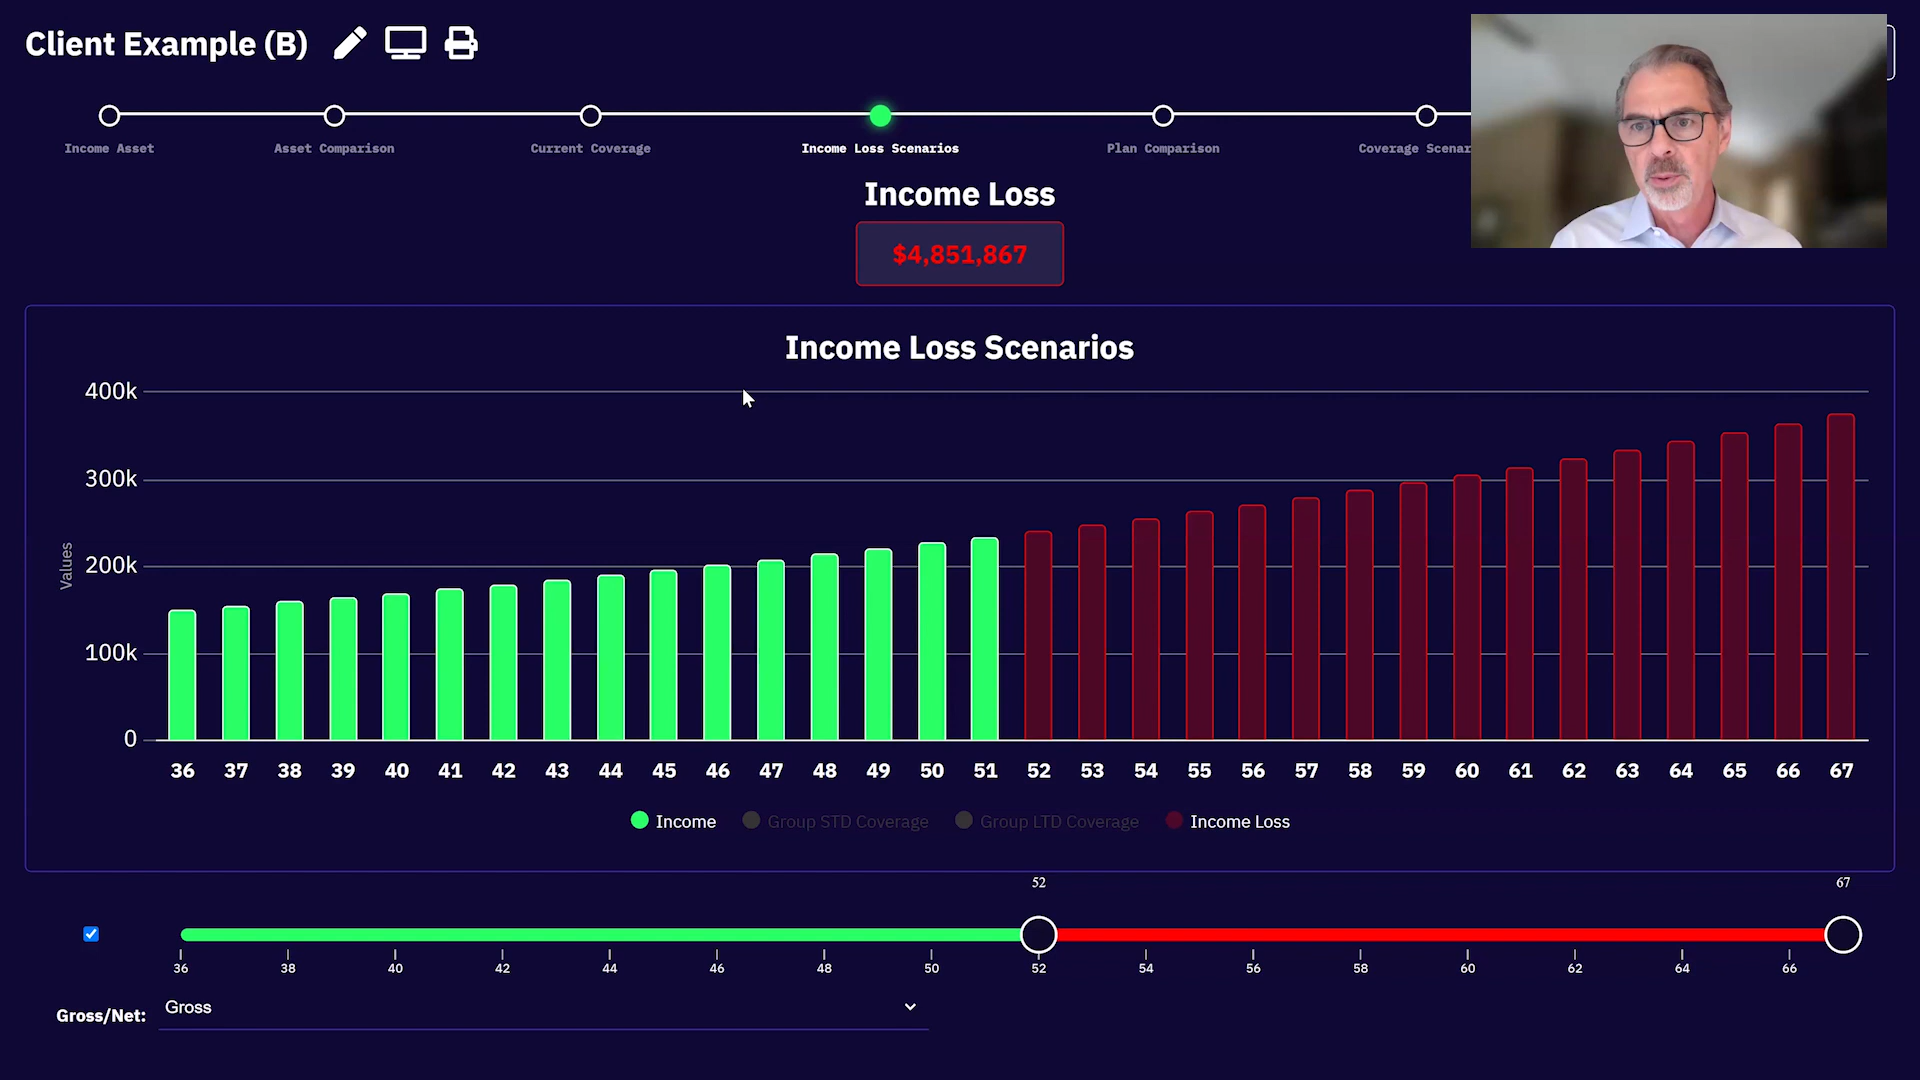 Client Example (B)
Income Asset
Asset Comparison
Current Coverage
Income Loss Scenarios
Plan Comparison
Coverage Scenar
Income Loss
$4,851,867
Income Loss Scenarios
400k
300k
200k
100k
0
Values
36 37 38 39 40 41 42 43 44 45 46 47 48 49 50 51 52 53 54 55 56 57 58 59 60 61 62 63 64 65 66 67
Income Group STD Coverage Group LTD Coverage Income Loss
52 67
36 38 40 42 44 46 48 50 52 54 56 58 60 62 64 66
Gross/Net: Gross